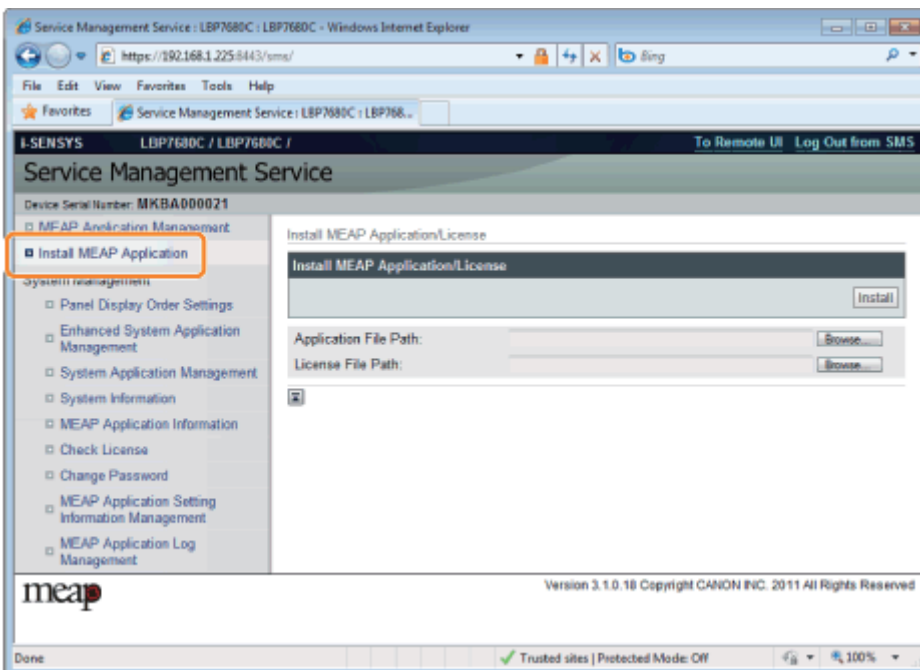 Service Management Service : LBP7680C : LBP7680C - Windows Internet Explorer
https://192.168.1.225:8443/sms/
Bing
File Edit View Favorites Tools Help
Favorites
Service Management Service : LBP7680C : LBP768...
i-SENSYS LBP7680C / LBP7680C /
To Remote UI Log Out from SMS
Service Management Service
Device Serial Number: MKBA000021
MEAP Application Management
Install MEAP Application
System Management
Panel Display Order Settings
Enhanced System Application
Management
System Application Management
System Information
MEAP Application Information
Check License
Change Password
MEAP Application Setting
Information Management
MEAP Application Log
Management
Install MEAP Application/License
Install MEAP Application/License
Install
Application File Path:
Browse...
License File Path:
Browse...
meap
Version 3.1.0.18 Copyright CANON INC. 2011 All Rights Reserved
Done
Trusted sites | Protected Mode: Off
100%